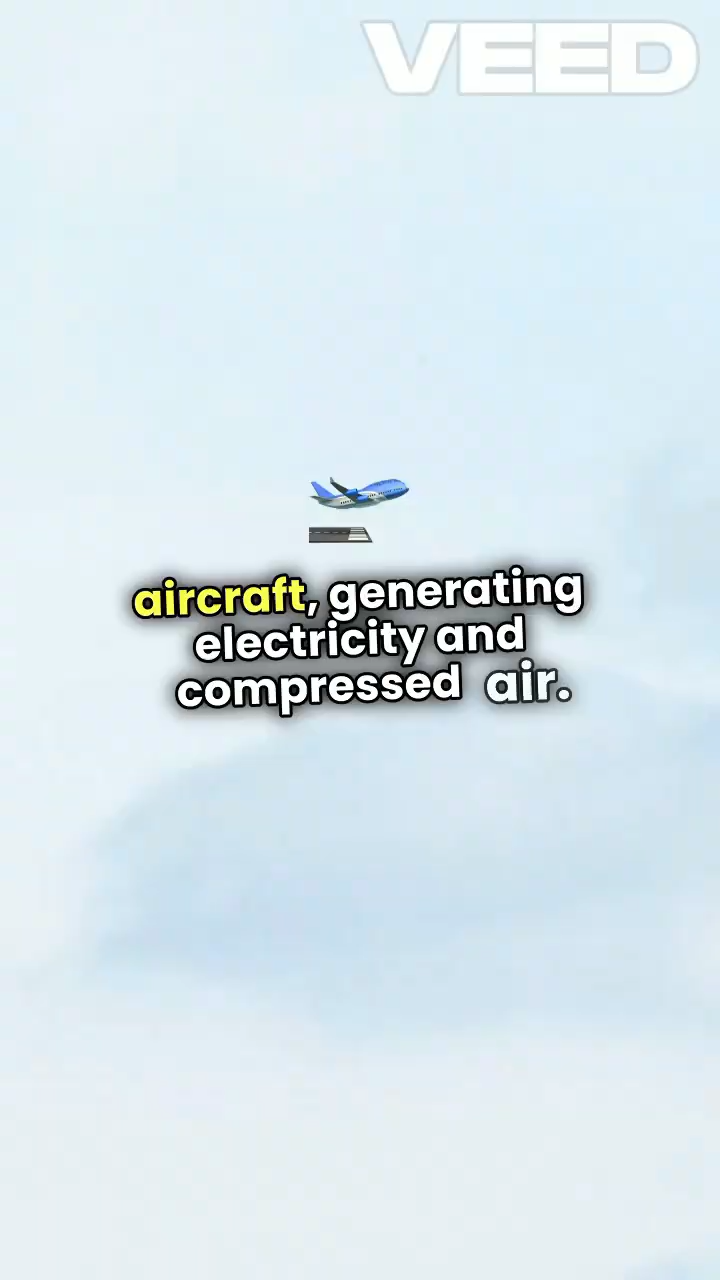 VEED
aircraft, generating
electricity and
compressed air.